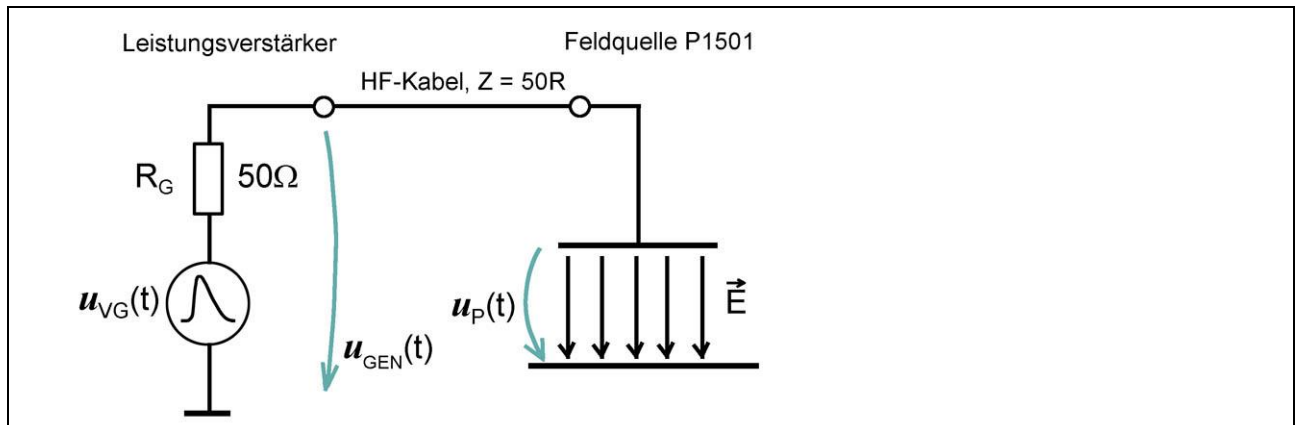 Leistungsverstärker
Feldquelle P1501
HF-Kabel, Z = 50R
R_G 50Ω
u_VG(t)
u_GEN(t)
u_P(t)
E⃗